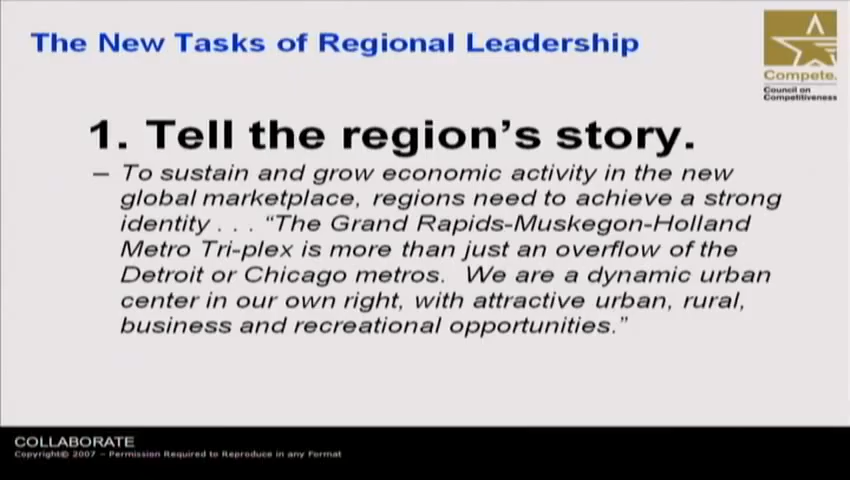 The New Tasks of Regional Leadership
Compete.
Council on
Competitiveness
1. Tell the region's story.
– To sustain and grow economic activity in the new
global marketplace, regions need to achieve a strong
identity . . . “The Grand Rapids-Muskegon-Holland
Metro Tri-plex is more than just an overflow of the
Detroit or Chicago metros.  We are a dynamic urban
center in our own right, with attractive urban, rural,
business and recreational opportunities.”
COLLABORATE
Copyright© 2007 – Permission Required to Reproduce in any Format